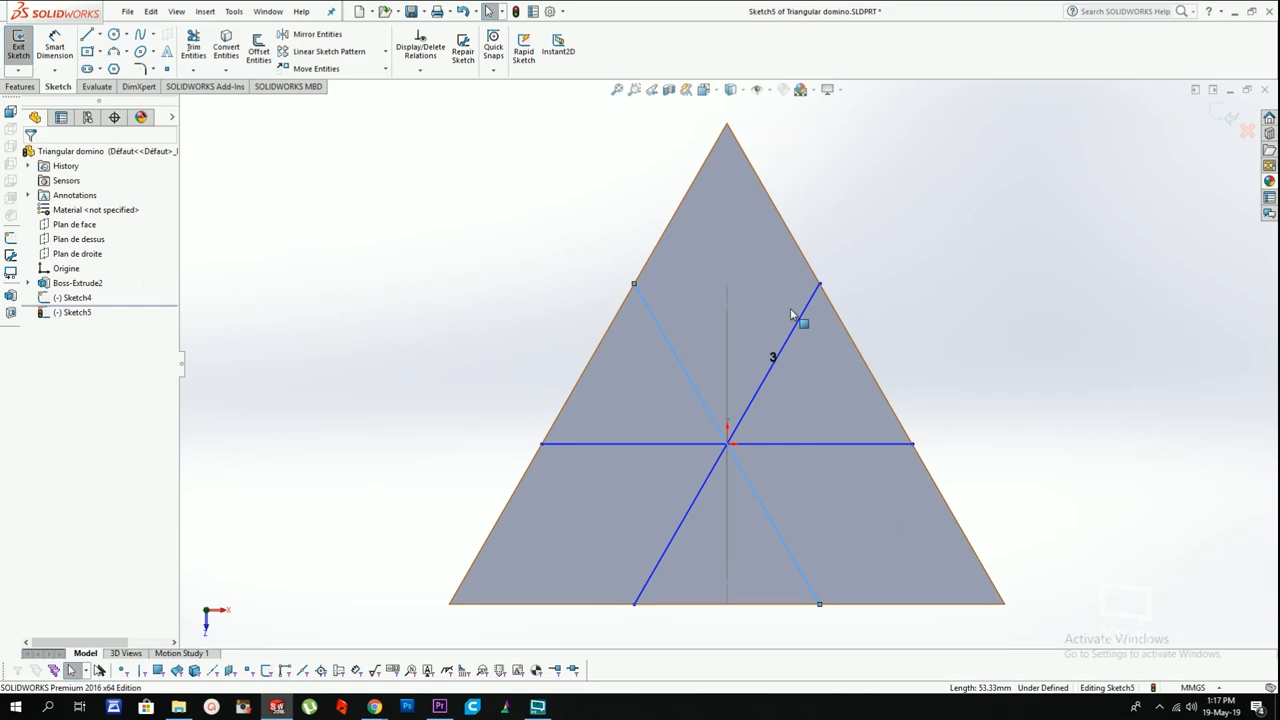 SOLIDWORKS File Edit View Insert Tools Window Help Sketch5 of Triangular domino.SLDPRT * Search SOLIDWORKS Help ?
Exit Sketch
Smart Dimension
Trim Entities
Convert Entities
Offset Entities
Mirror Entities
Linear Sketch Pattern
Move Entities
Display/Delete Relations
Repair Sketch
Quick Snaps
Rapid Sketch
Instant2D
Features Sketch Evaluate DimXpert SOLIDWORKS Add-Ins SOLIDWORKS MBD
Triangular domino (Défaut<<Défaut>_
History
Sensors
Annotations
Material <not specified>
Plan de face
Plan de dessus
Plan de droite
Origine
Boss-Extrude2
(-) Sketch4
(-) Sketch5
3
X
Z
Activate Windows
Go to Settings to activate Windows.
Model 3D Views Motion Study 1
SOLIDWORKS Premium 2016 x64 Edition Length: 53.33mm Under Defined Editing Sketch5 MMGS
1:17 PM
19-May-19